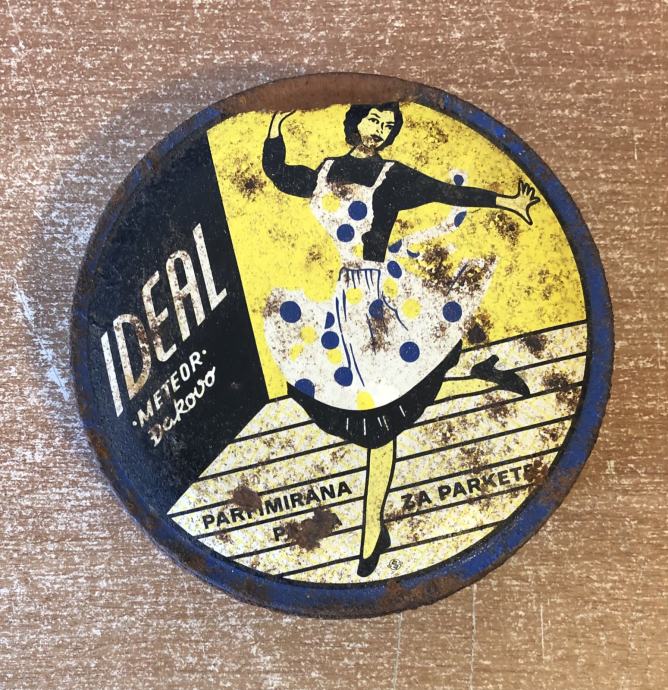 IDEAL
·METEOR·
Đakovo
PARFIMIRANA ZA PARKETE